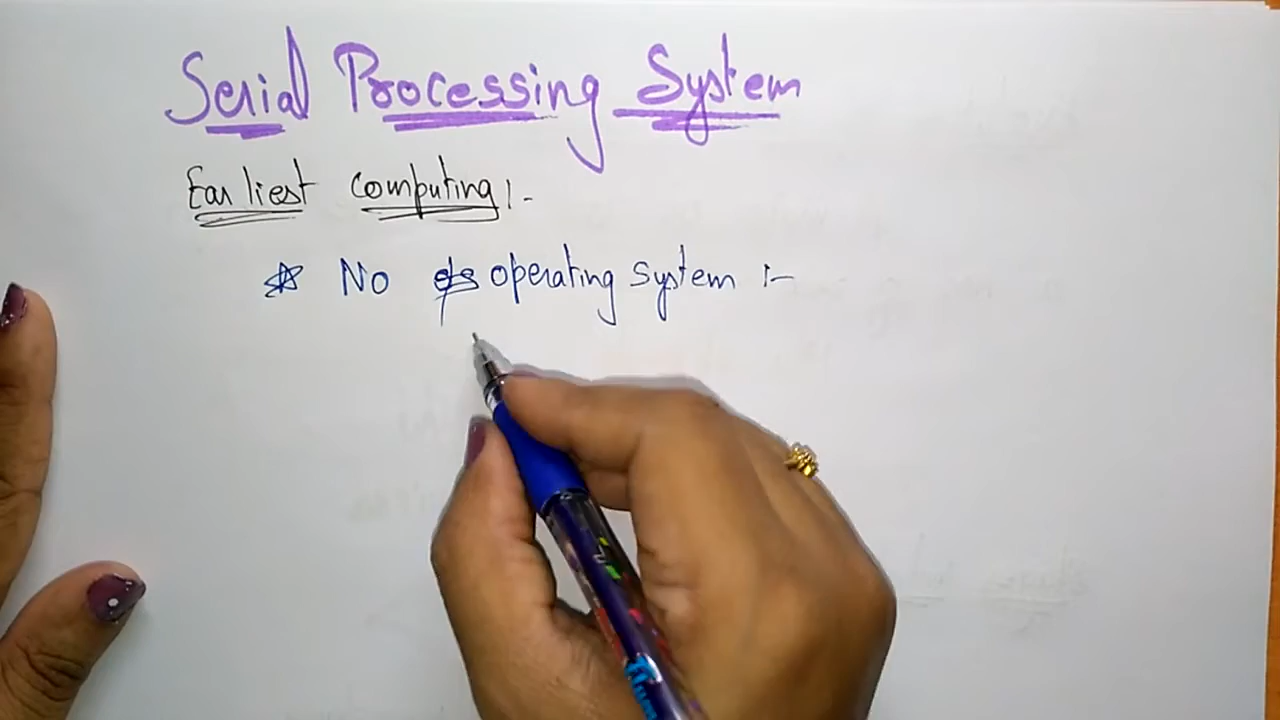 Serial Processing System
Earliest computing :-
No operating system :-